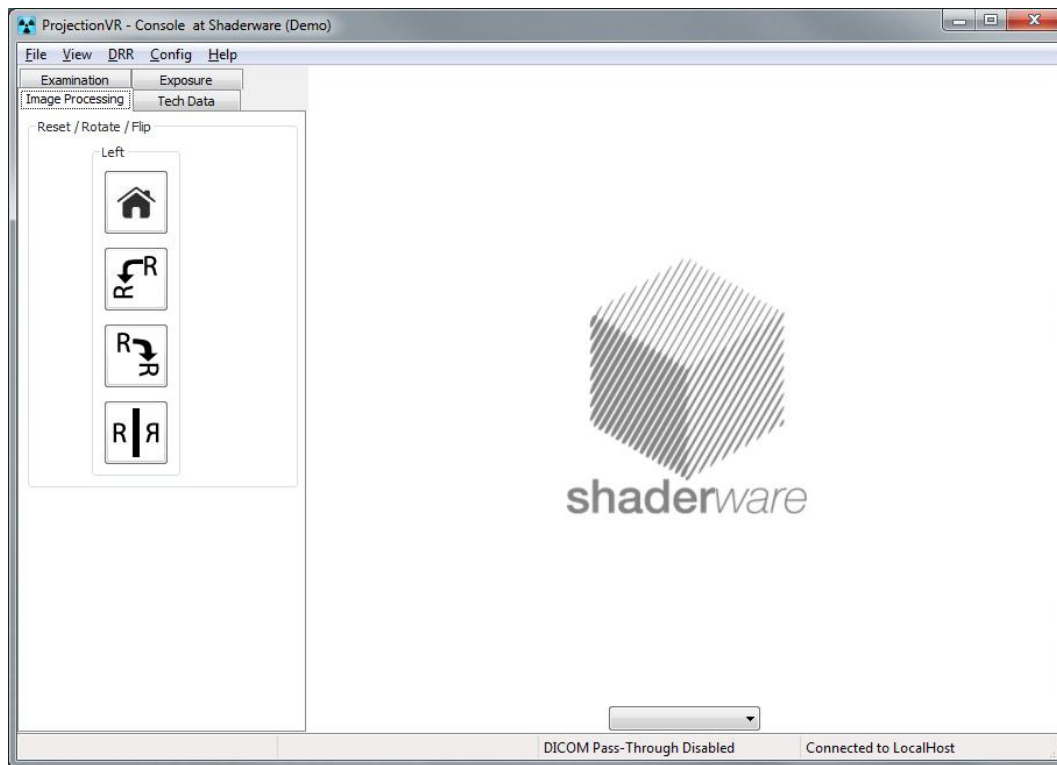 ProjectionVR - Console at Shaderware (Demo)
File View DRR Config Help
Examination Exposure
Image Processing Tech Data
Reset / Rotate / Flip
Left
R
R
R
R
R Я
shaderware
DICOM Pass-Through Disabled Connected to LocalHost